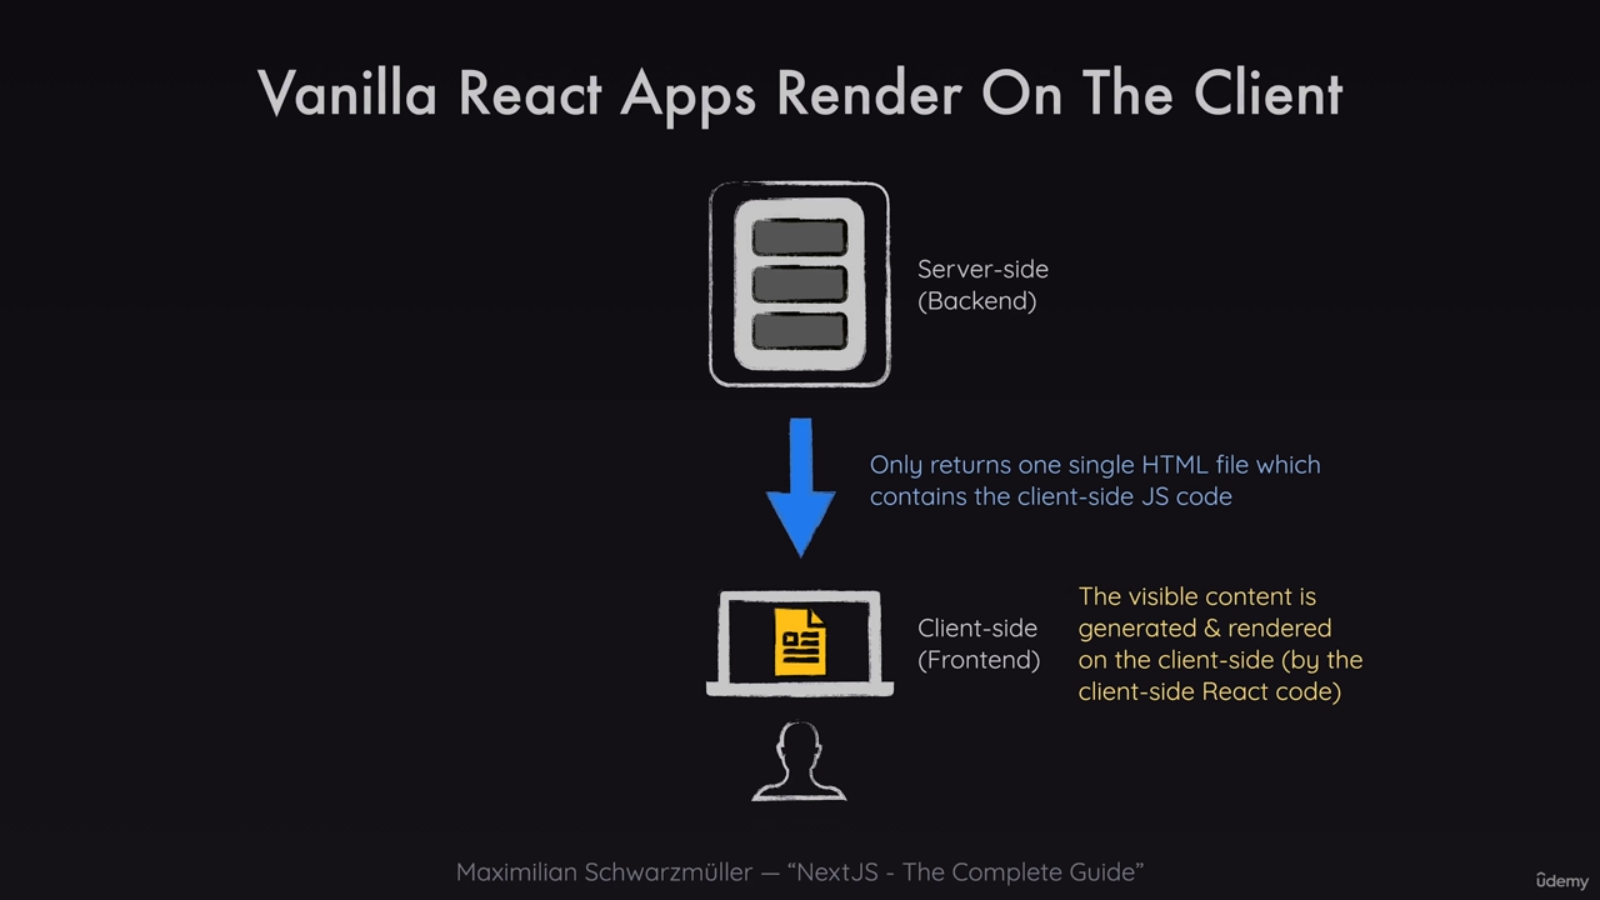 Vanilla React Apps Render On The Client
Server-side
(Backend)
Only returns one single HTML file which
contains the client-side JS code
Client-side
(Frontend)
The visible content is
generated & rendered
on the client-side (by the
client-side React code)
Maximilian Schwarzmüller — “NextJS - The Complete Guide”
ûdemy